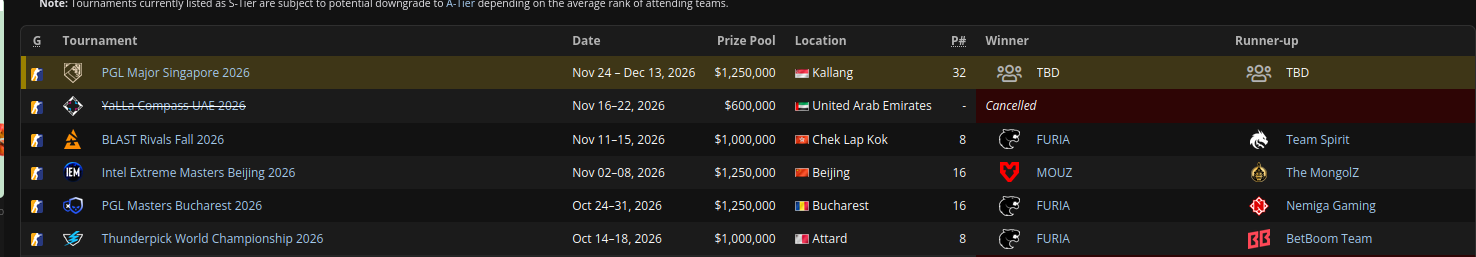 Note: Tournaments currently listed as S-Tier are subject to potential downgrade to A-Tier depending on the average rank of attending teams.
G Tournament Date Prize Pool Location P# Winner Runner-up
PGL Major Singapore 2026 Nov 24 – Dec 13, 2026 $1,250,000 Kallang 32 TBD TBD
YaLLa Compass UAE 2026 Nov 16–22, 2026 $600,000 United Arab Emirates - Cancelled
BLAST Rivals Fall 2026 Nov 11–15, 2026 $1,000,000 Chek Lap Kok 8 FURIA Team Spirit
IEM Intel Extreme Masters Beijing 2026 Nov 02–08, 2026 $1,250,000 Beijing 16 MOUZ The MongolZ
PGL Masters Bucharest 2026 Oct 24–31, 2026 $1,250,000 Bucharest 16 FURIA Nemiga Gaming
Thunderpick World Championship 2026 Oct 14–18, 2026 $1,000,000 Attard 8 FURIA BB BetBoom Team